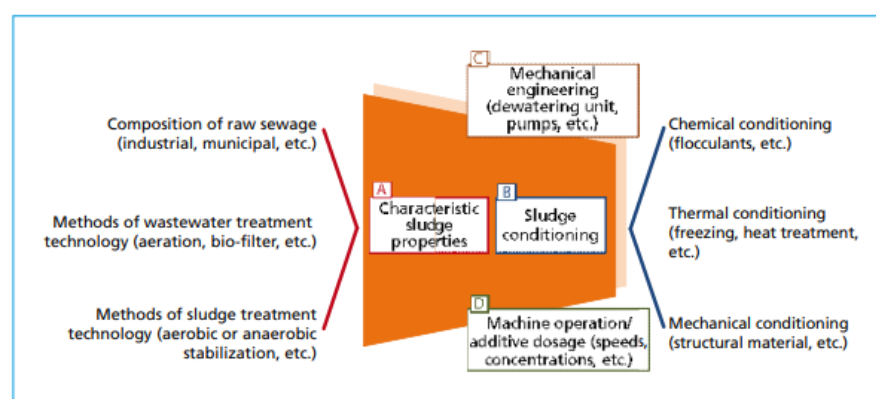 C
Mechanical
engineering
(dewatering unit,
pumps, etc.)
Composition of raw sewage
(industrial, municipal, etc.)
Chemical conditioning
(flocculants, etc.)
A
Characteristic
sludge
properties
B
Sludge
conditioning
Methods of wastewater treatment
technology (aeration, bio-filter, etc.)
Thermal conditioning
(freezing, heat treatment,
etc.)
D
Machine operation/
additive dosage (speeds,
concentrations, etc.)
Methods of sludge treatment
technology (aerobic or anaerobic
stabilization, etc.)
Mechanical conditioning
(structural material, etc.)